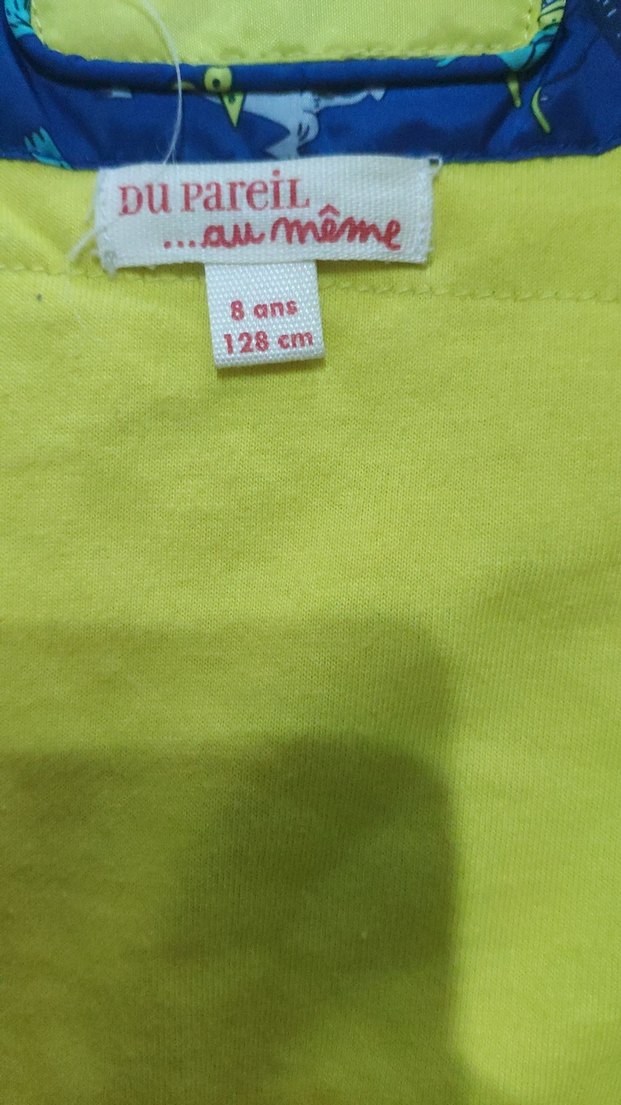 DU PAREIL
...au même
8 ans
128 cm